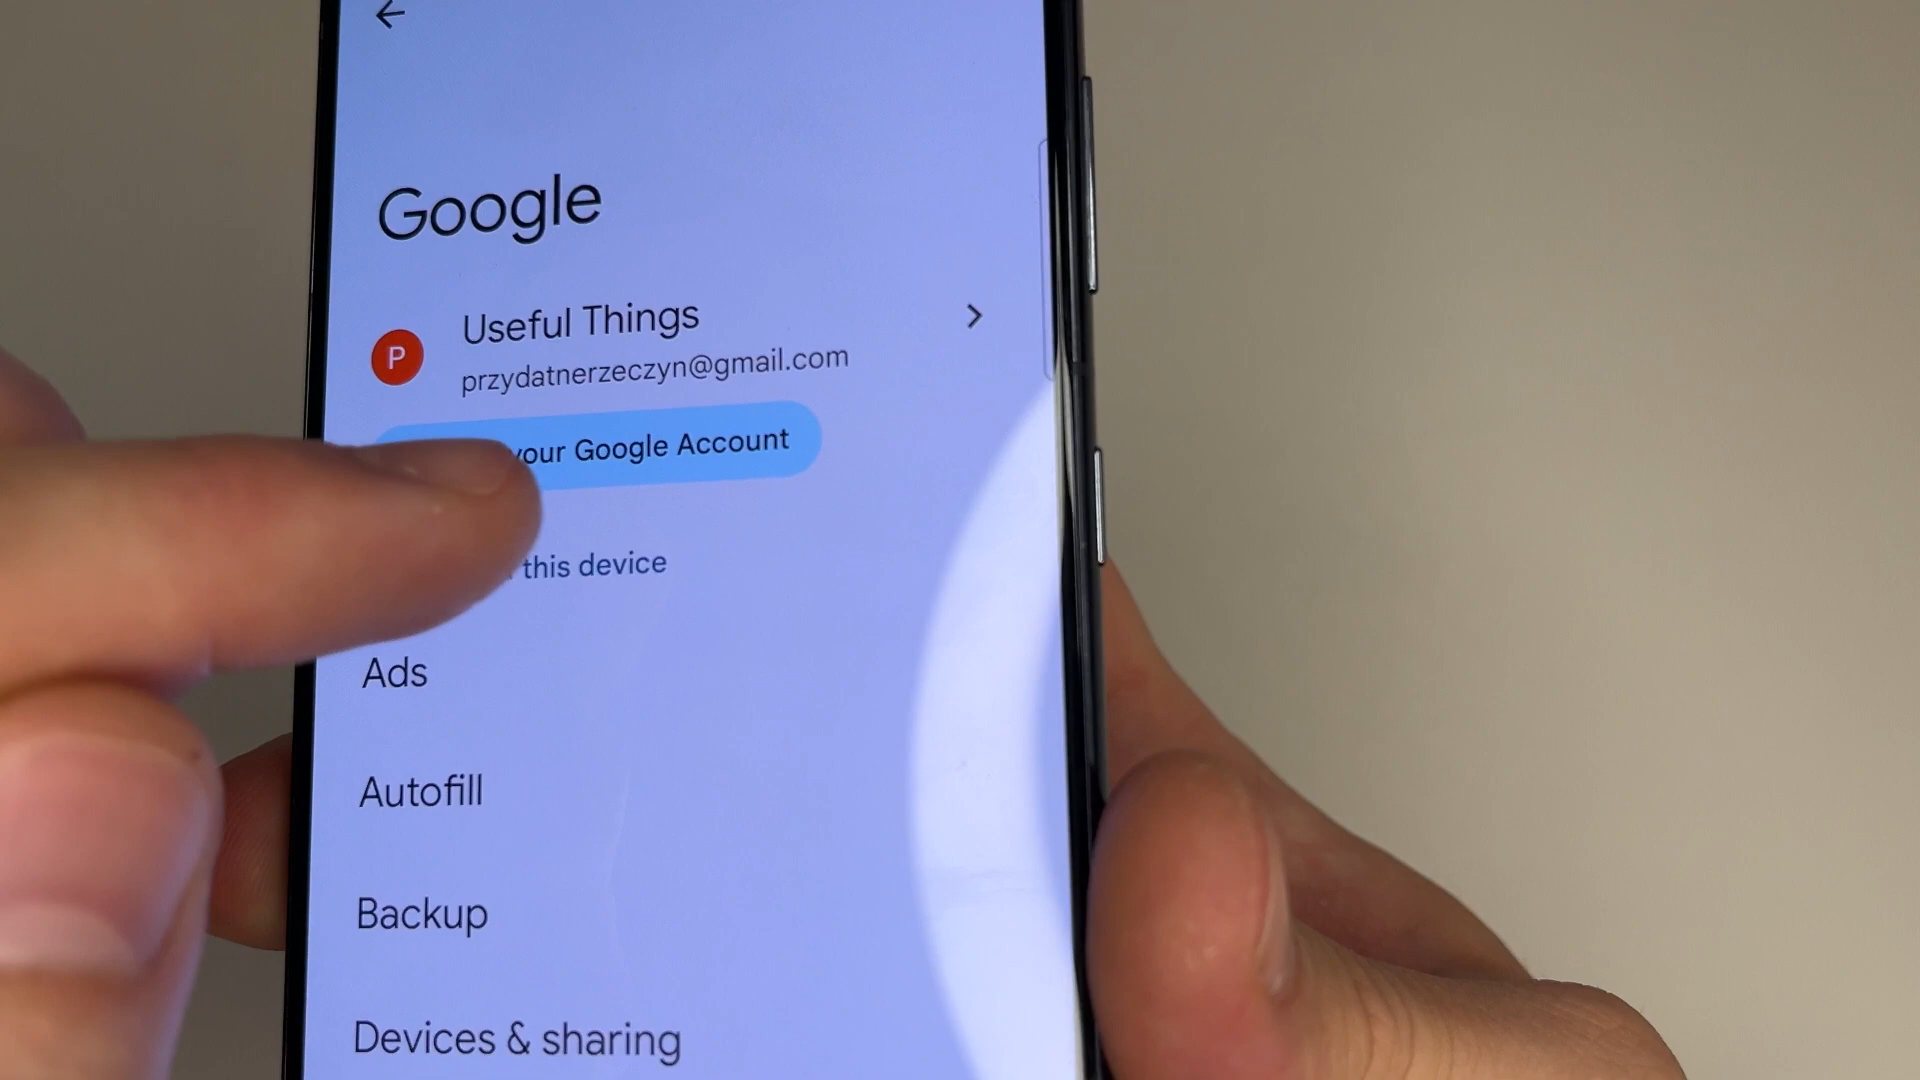 Google
Useful Things
P
przydatnerzeczyn@gmail.com
your Google Account
this device
Ads
Autofill
Backup
Devices & sharing